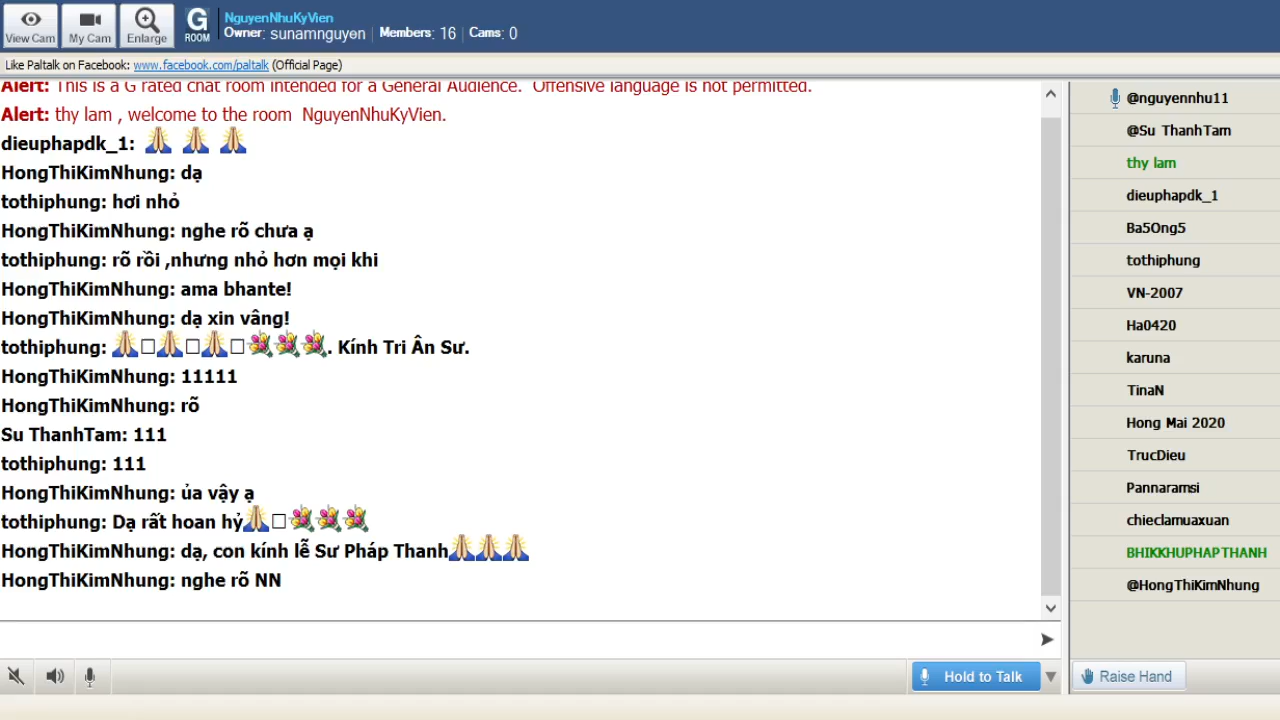 View Cam
My Cam
Enlarge
G
ROOM
NguyenNhuKyVien
Owner: sunamnguyen | Members: 16 | Cams: 0
Like Paltalk on Facebook: www.facebook.com/paltalk (Official Page)
Alert: This is a G rated chat room intended for a General Audience. Offensive language is not permitted.
Alert: thy lam , welcome to the room NguyenNhuKyVien.
dieuphapdk_1:
HongThiKimNhung: dạ
tothiphung: hơi nhỏ
HongThiKimNhung: nghe rõ chưa ạ
tothiphung: rõ rồi ,nhưng nhỏ hơn mọi khi
HongThiKimNhung: ama bhante!
HongThiKimNhung: dạ xin vâng!
tothiphung: . Kính Tri Ân Sư.
HongThiKimNhung: 11111
HongThiKimNhung: rõ
Su ThanhTam: 111
tothiphung: 111
HongThiKimNhung: ủa vậy ạ
tothiphung: Dạ rất hoan hỷ
HongThiKimNhung: dạ, con kính lễ Sư Pháp Thanh
HongThiKimNhung: nghe rõ NN
@nguyennhu11
@Su ThanhTam
thy lam
dieuphapdk_1
Ba5Ong5
tothiphung
VN-2007
Ha0420
karuna
TinaN
Hong Mai 2020
TrucDieu
Pannaramsi
chieclamuaxuan
BHIKKHUPHAPTHANH
@HongThiKimNhung
Hold to Talk
Raise Hand